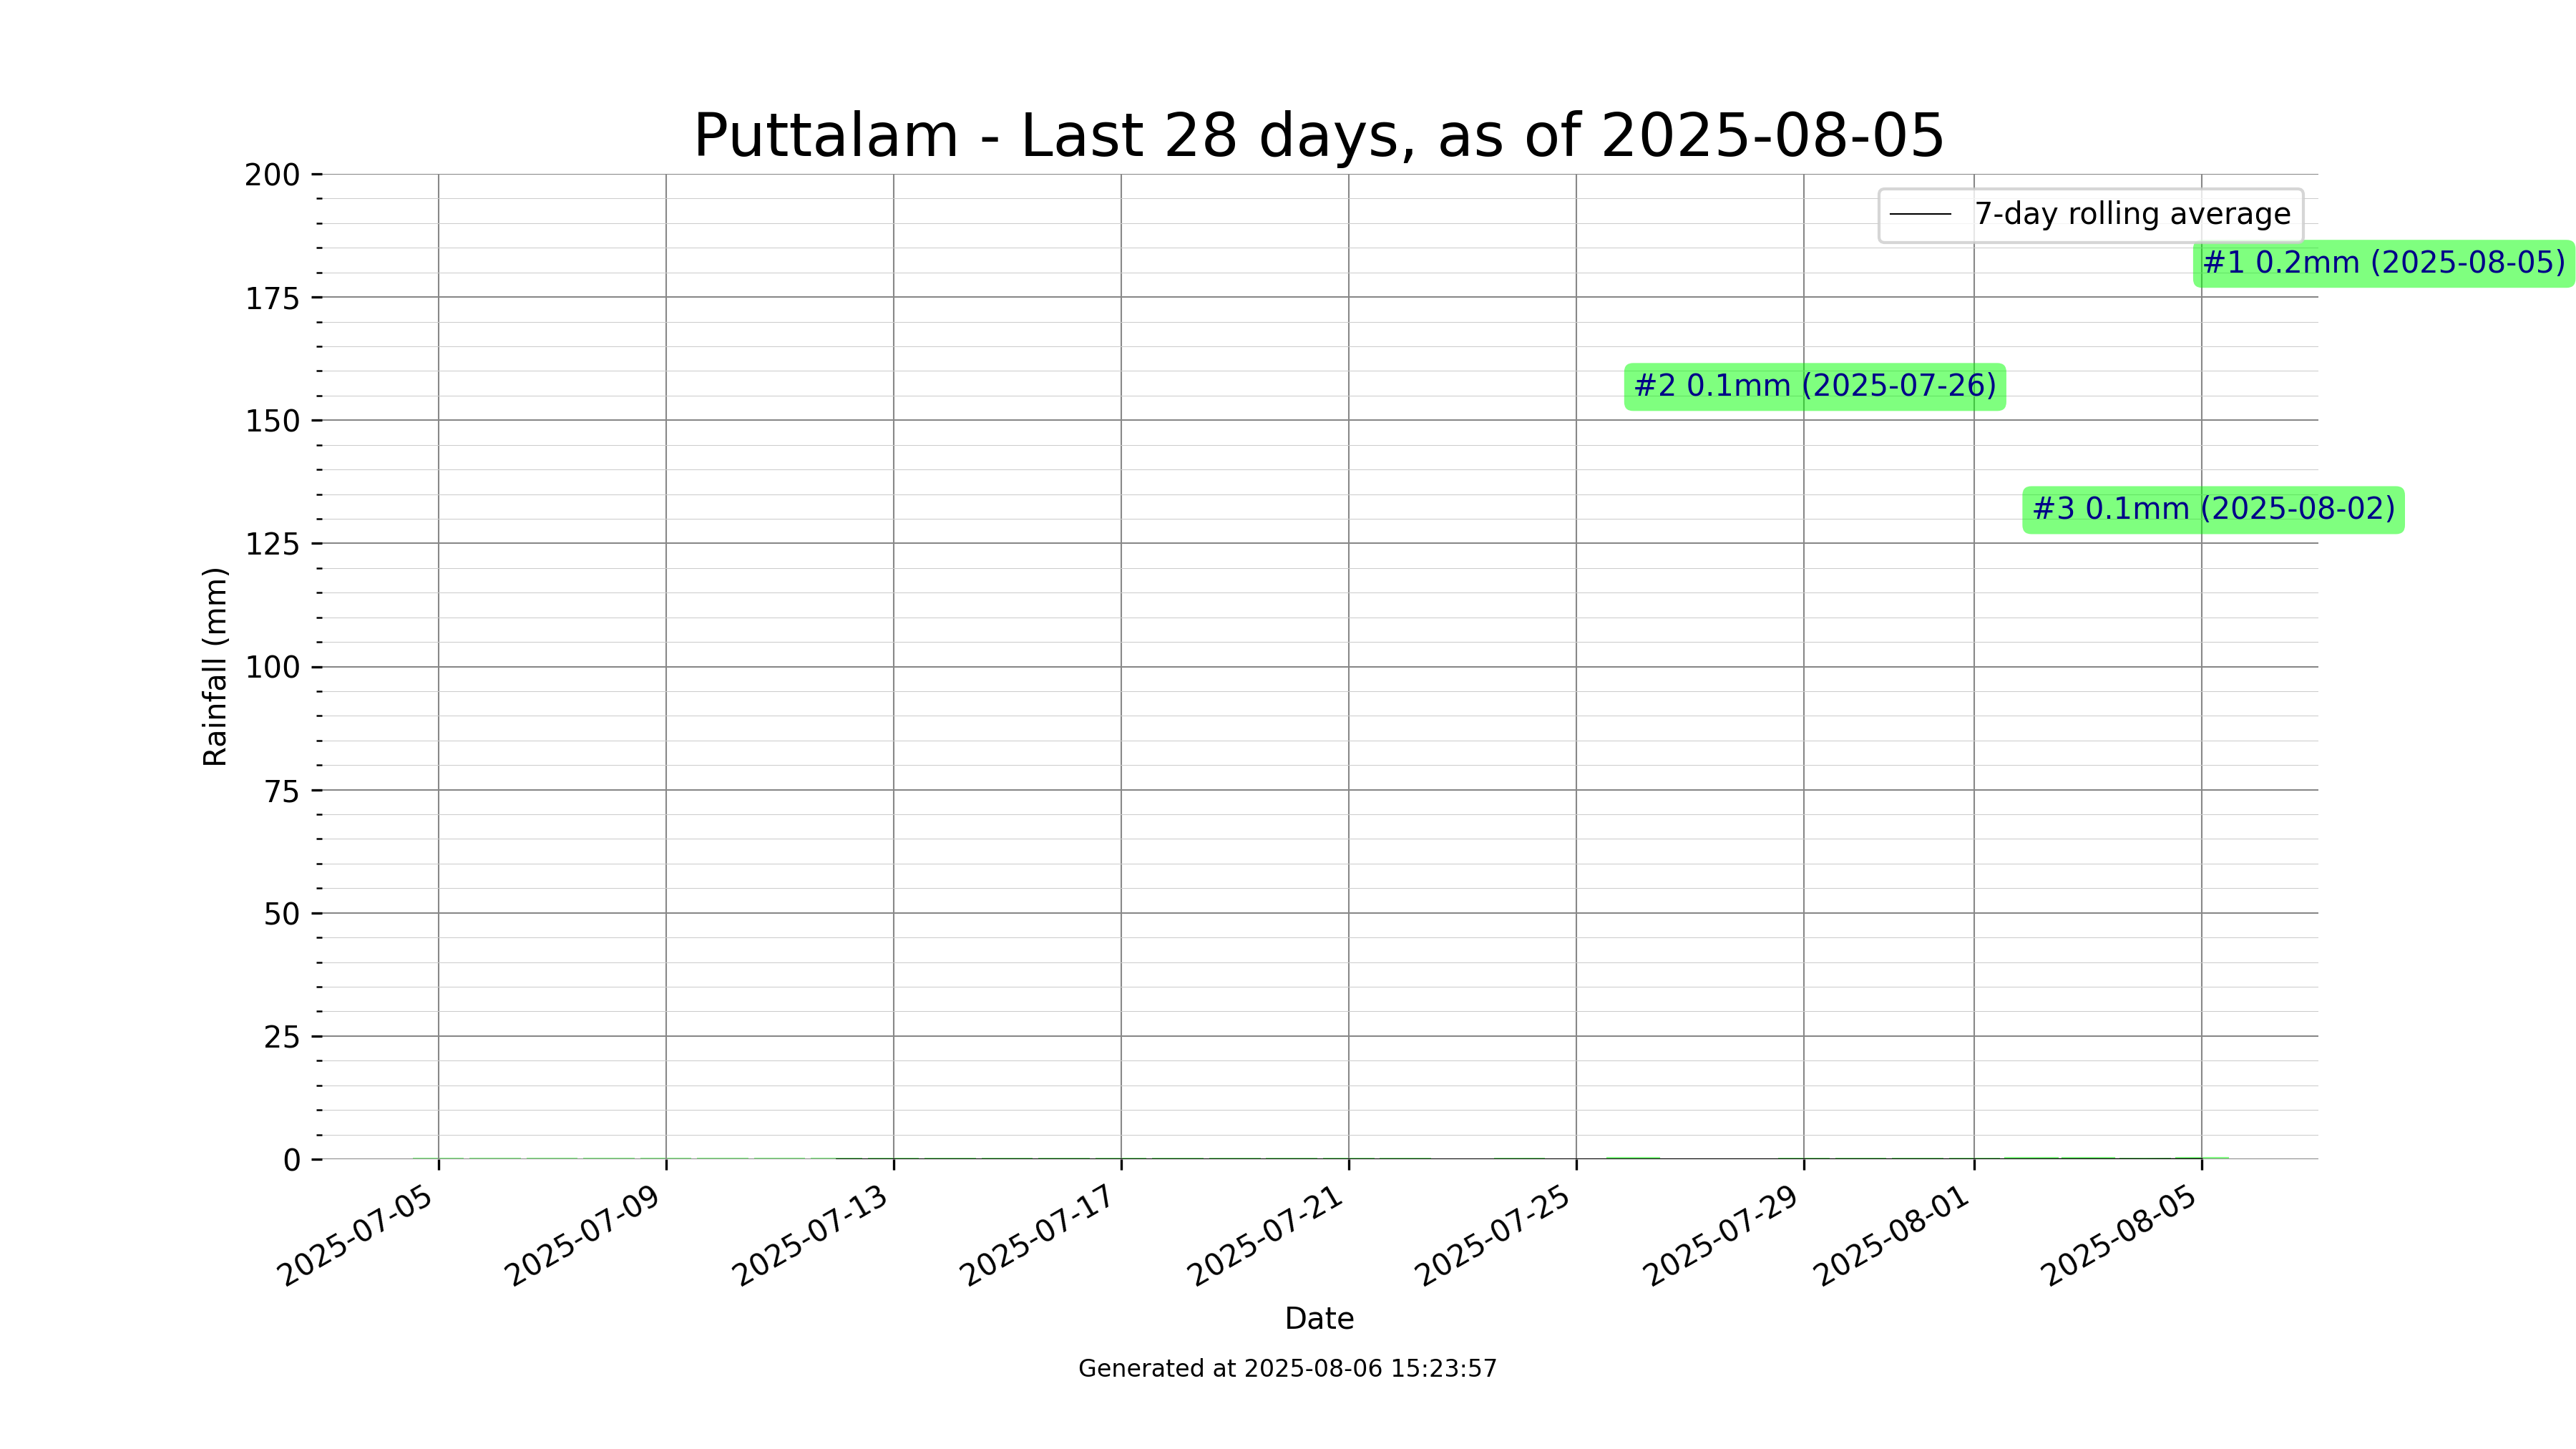 Puttalam - Last 28 days, as of 2025-08-05
7-day rolling average
#1 0.2mm (2025-08-05)
#2 0.1mm (2025-07-26)
#3 0.1mm (2025-08-02)
Rainfall (mm)
200
175
150
125
100
75
50
25
0
2025-07-05
2025-07-09
2025-07-13
2025-07-17
2025-07-21
2025-07-25
2025-07-29
2025-08-01
2025-08-05
Date
Generated at 2025-08-06 15:23:57